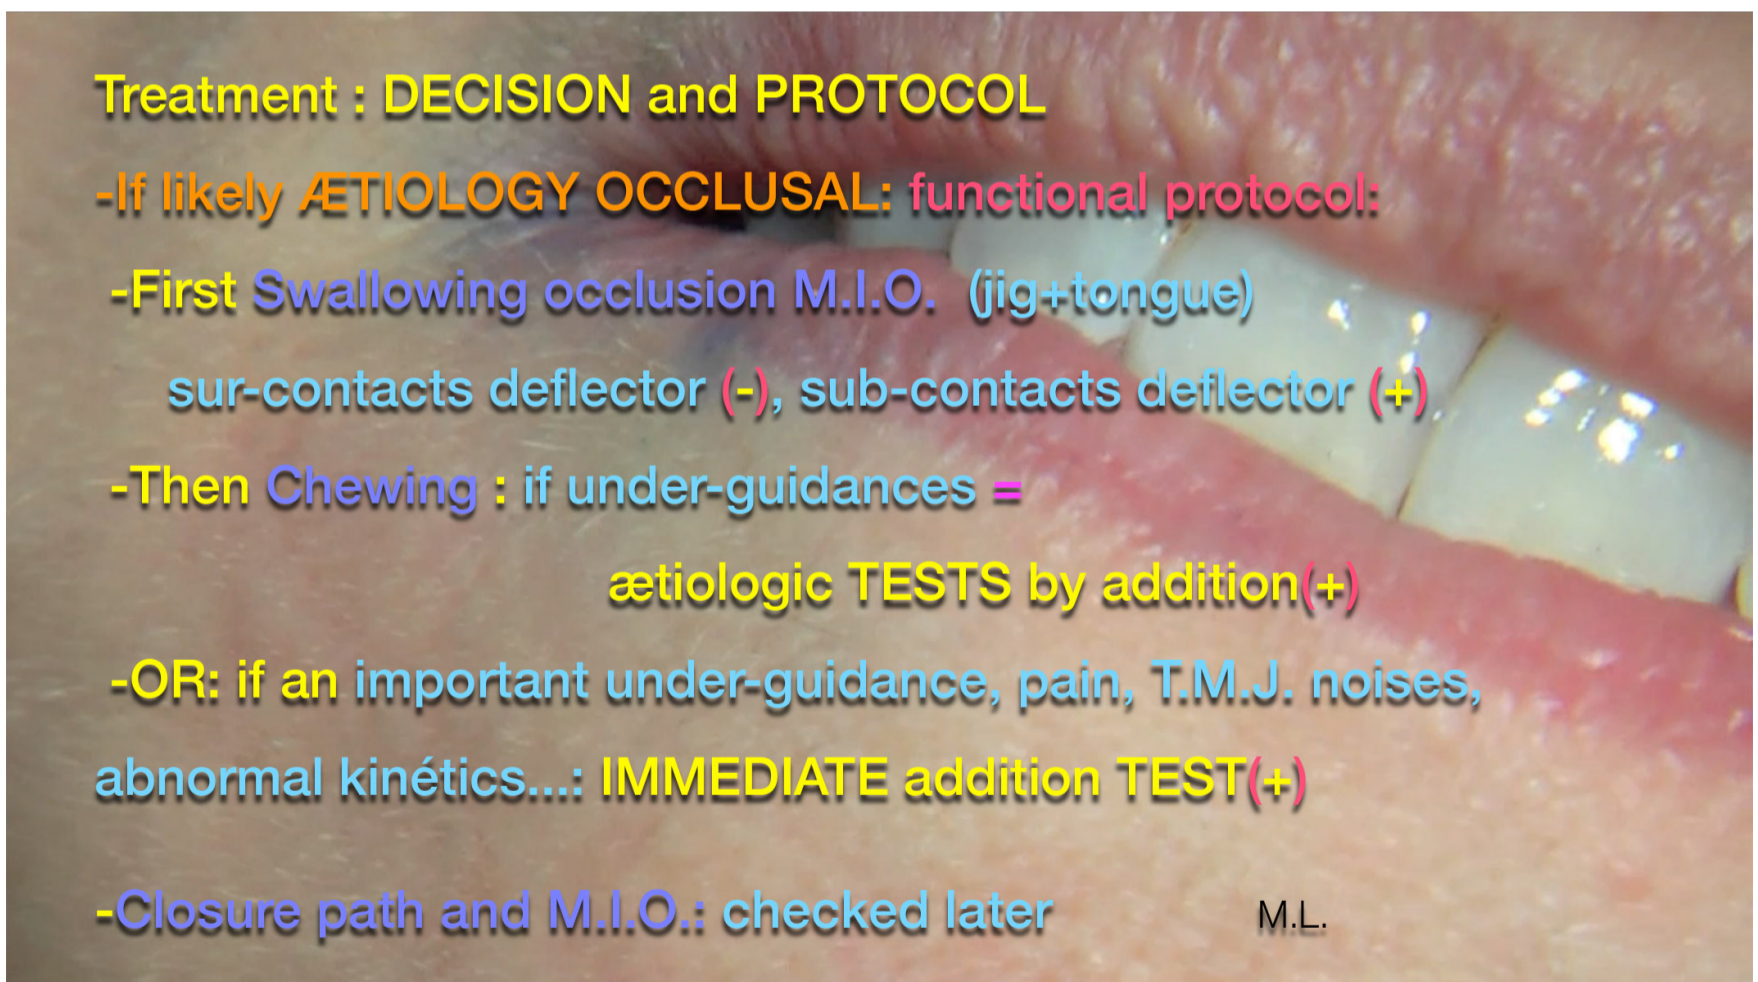 Treatment : DECISION and PROTOCOL
-If likely ÆTIOLOGY OCCLUSAL: functional protocol:
-First Swallowing occlusion M.I.O. (jig+tongue)
sur-contacts deflector (-), sub-contacts deflector (+)
-Then Chewing : if under-guidances =
ætiologic TESTS by addition(+)
-OR: if an important under-guidance, pain, T.M.J. noises,
abnormal kinétics...: IMMEDIATE addition TEST(+)
-Closure path and M.I.O.: checked later M.L.